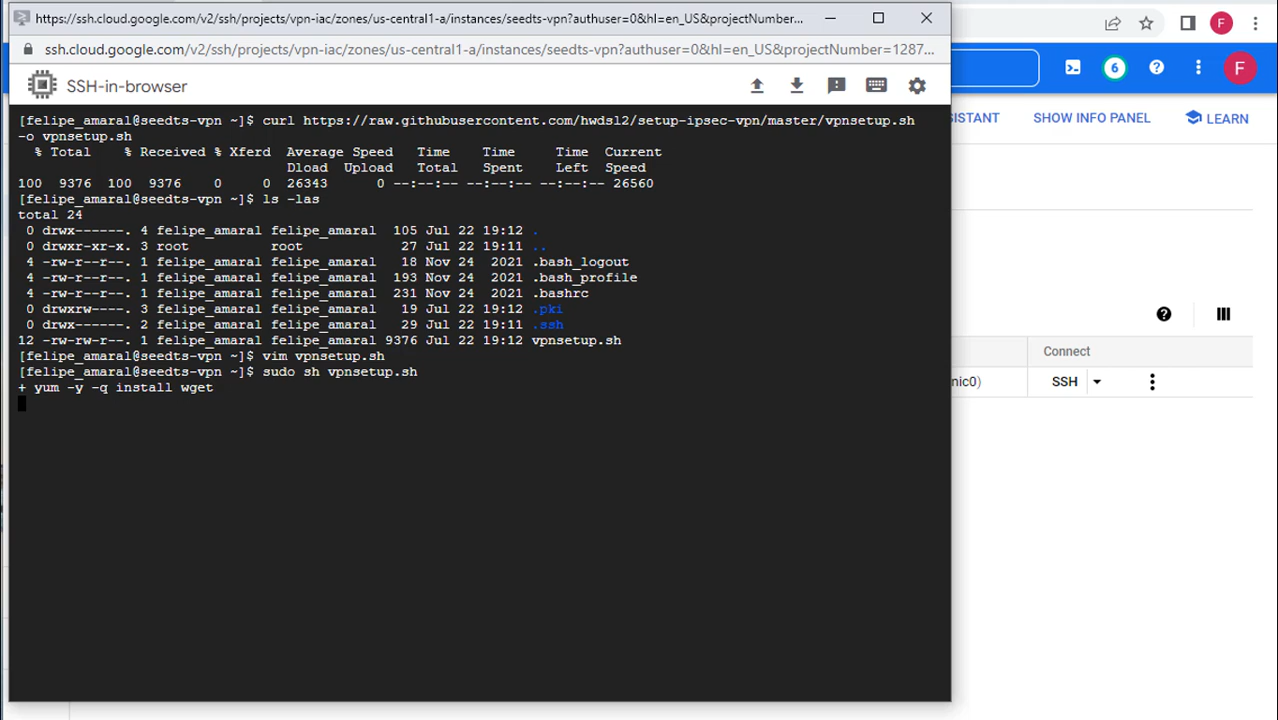 https://ssh.cloud.google.com/v2/ssh/projects/vpn-iac/zones/us-central1-a/instances/seedts-vpn?authuser=0&hl=en_US&projectNumber=...
F
ssh.cloud.google.com/v2/ssh/projects/vpn-iac/zones/us-central1-a/instances/seedts-vpn?authuser=0&hl=en_US&projectNumber=1287...
6
F
SSH-in-browser
SISTANT SHOW INFO PANEL LEARN
[felipe_amaral@seedts-vpn ~]$ curl https://raw.githubusercontent.com/hwdsl2/setup-ipsec-vpn/master/vpnsetup.sh
-o vpnsetup.sh
% Total % Received % Xferd Average Speed Time Time Time Current
Dload Upload Total Spent Left Speed
100 9376 100 9376 0 0 26343 0 --:--:-- --:--:-- --:--:-- 26560
[felipe_amaral@seedts-vpn ~]$ ls -las
total 24
0 drwx------. 4 felipe_amaral felipe_amaral 105 Jul 22 19:12 .
0 drwxr-xr-x. 3 root root 27 Jul 22 19:11 ..
4 -rw-r--r--. 1 felipe_amaral felipe_amaral 18 Nov 24 2021 .bash_logout
4 -rw-r--r--. 1 felipe_amaral felipe_amaral 193 Nov 24 2021 .bash_profile
4 -rw-r--r--. 1 felipe_amaral felipe_amaral 231 Nov 24 2021 .bashrc
0 drwxrw----. 3 felipe_amaral felipe_amaral 19 Jul 22 19:12 .pki
0 drwx------. 2 felipe_amaral felipe_amaral 29 Jul 22 19:11 .ssh
12 -rw-rw-r--. 1 felipe_amaral felipe_amaral 9376 Jul 22 19:12 vpnsetup.sh
[felipe_amaral@seedts-vpn ~]$ vim vpnsetup.sh
[felipe_amaral@seedts-vpn ~]$ sudo sh vpnsetup.sh
+ yum -y -q install wget
Connect
nic0) SSH